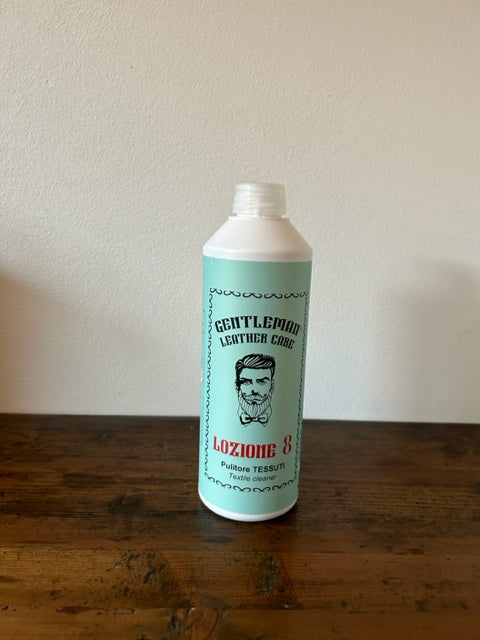 GENTLEMAN
LEATHER CARE
LOZIONE 8
Pulitore TESSUTI
Textile cleaner